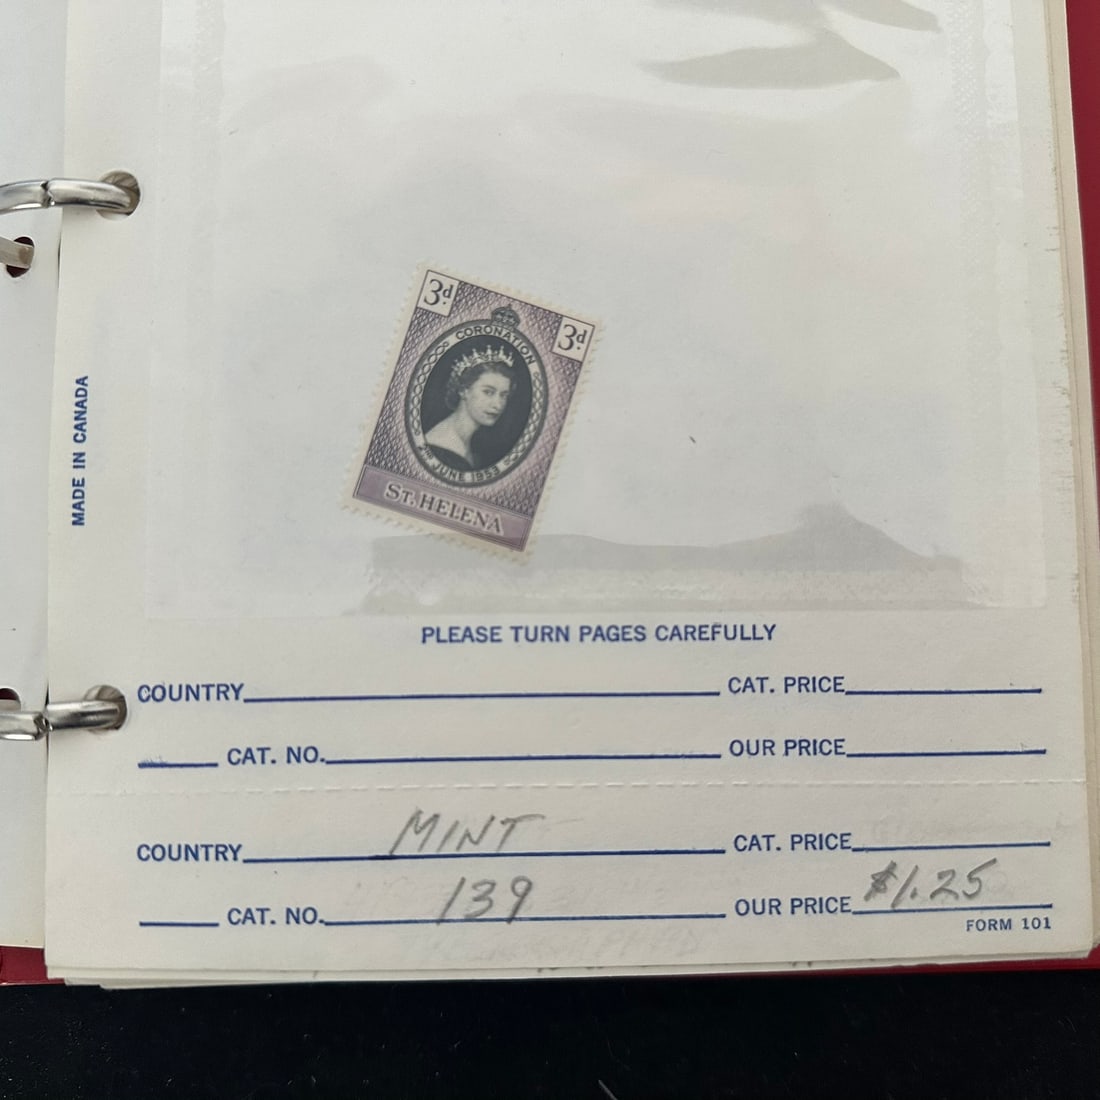 3d.
3d.
CORONATION
2ND JUNE 1953
ST. HELENA
MADE IN CANADA
PLEASE TURN PAGES CAREFULLY
COUNTRY CAT. PRICE
CAT. NO. OUR PRICE
COUNTRY MINT CAT. PRICE
CAT. NO. 139 OUR PRICE $1.25
FORM 101